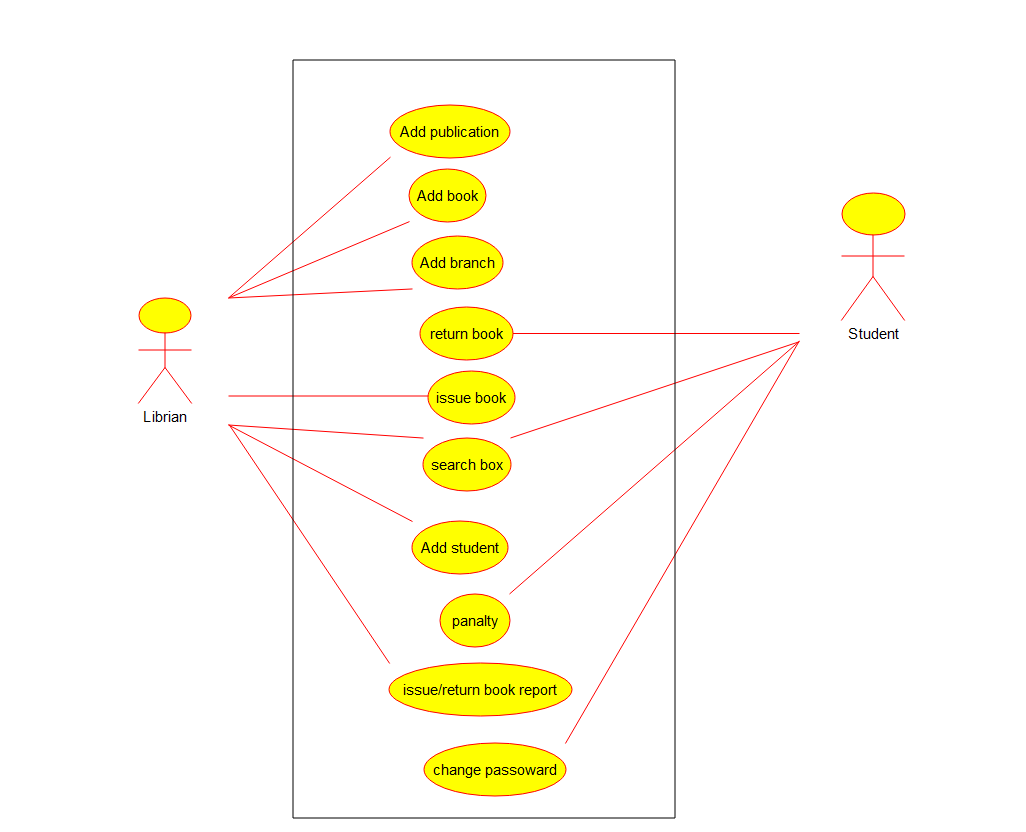 Add publication
Add book
Add branch
return book
Student
issue book
Librian
search box
Add student
panalty
issue/return book report
change passoward